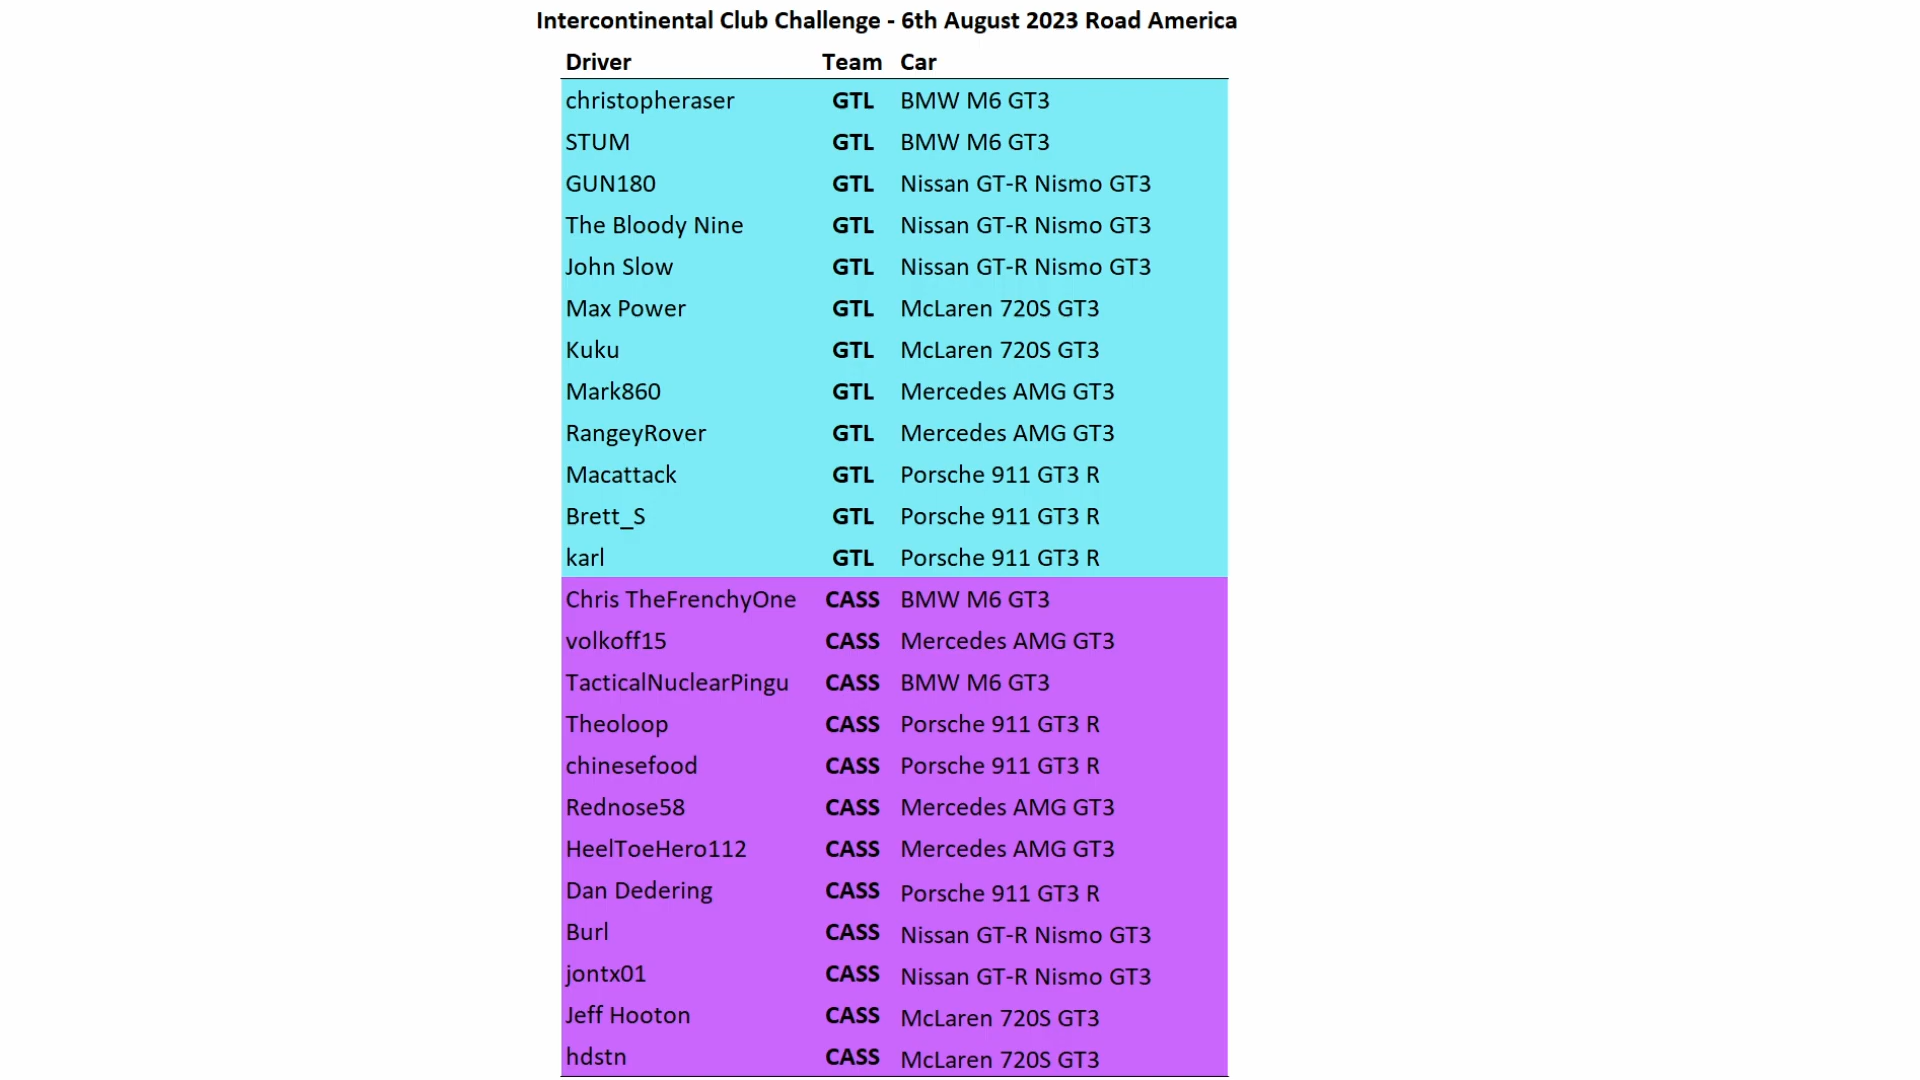 Intercontinental Club Challenge - 6th August 2023 Road America
Driver Team Car
christopheraser GTL BMW M6 GT3
STUM GTL BMW M6 GT3
GUN180 GTL Nissan GT-R Nismo GT3
The Bloody Nine GTL Nissan GT-R Nismo GT3
John Slow GTL Nissan GT-R Nismo GT3
Max Power GTL McLaren 720S GT3
Kuku GTL McLaren 720S GT3
Mark860 GTL Mercedes AMG GT3
RangeyRover GTL Mercedes AMG GT3
Macattack GTL Porsche 911 GT3 R
Brett_S GTL Porsche 911 GT3 R
karl GTL Porsche 911 GT3 R
Chris TheFrenchyOne CASS BMW M6 GT3
volkoff15 CASS Mercedes AMG GT3
TacticalNuclearPingu CASS BMW M6 GT3
Theoloop CASS Porsche 911 GT3 R
chinesefood CASS Porsche 911 GT3 R
Rednose58 CASS Mercedes AMG GT3
HeelToeHero112 CASS Mercedes AMG GT3
Dan Dedering CASS Porsche 911 GT3 R
Burl CASS Nissan GT-R Nismo GT3
jontx01 CASS Nissan GT-R Nismo GT3
Jeff Hooton CASS McLaren 720S GT3
hdstn CASS McLaren 720S GT3